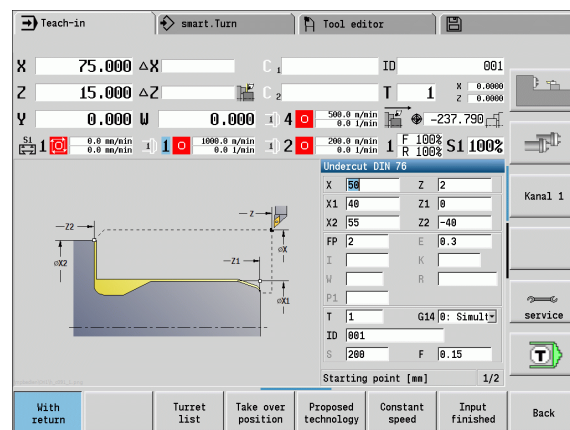 Teach-in smart.Turn Tool editor
X 75.000 ΔX C 1 ID 001
Z 15.000 ΔZ C 2 T 1 X 0.0000 Z 0.0000
Y 0.000 W 0.000 4 500.0 m/min 0.0 1/min -237.790
S1 1 0.0 mm/min 0.0 mm/min 1 1000.0 m/min 0.0 1/min 2 200.0 m/min 0.0 1/min 1 F 100% R 100% S1 100%
Undercut DIN 76
X 50 Z 2
X1 40 Z1 0
X2 55 Z2 -40
FP 2 E 0.3
I K
W R
P1
T 1 G14 0: Simult
ID 001
S 200 F 0.15
Starting point [mm] 1/2
Z
Z2
øX
øX2
Z1
øX1
Kanal 1
service
T
With return
Turret list
Take over position
Proposed technology
Constant speed
Input finished
Back